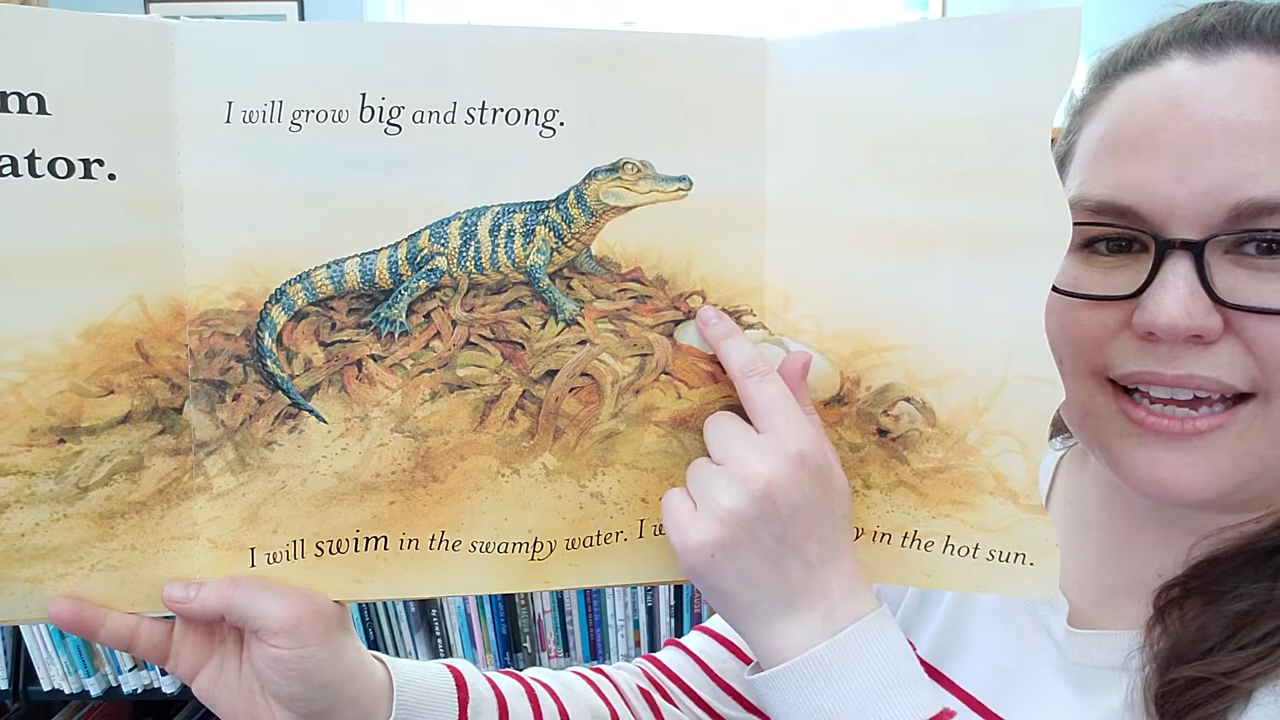 m
ator.
I will grow big and strong.
I will swim in the swampy water. I w y in the hot sun.